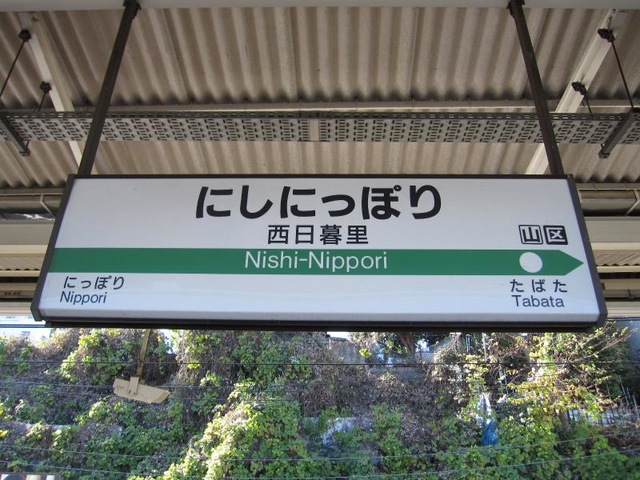 にしにっぽり
西日暮里
山区
Nishi-Nippori
にっぽり
Nippori
たばた
Tabata